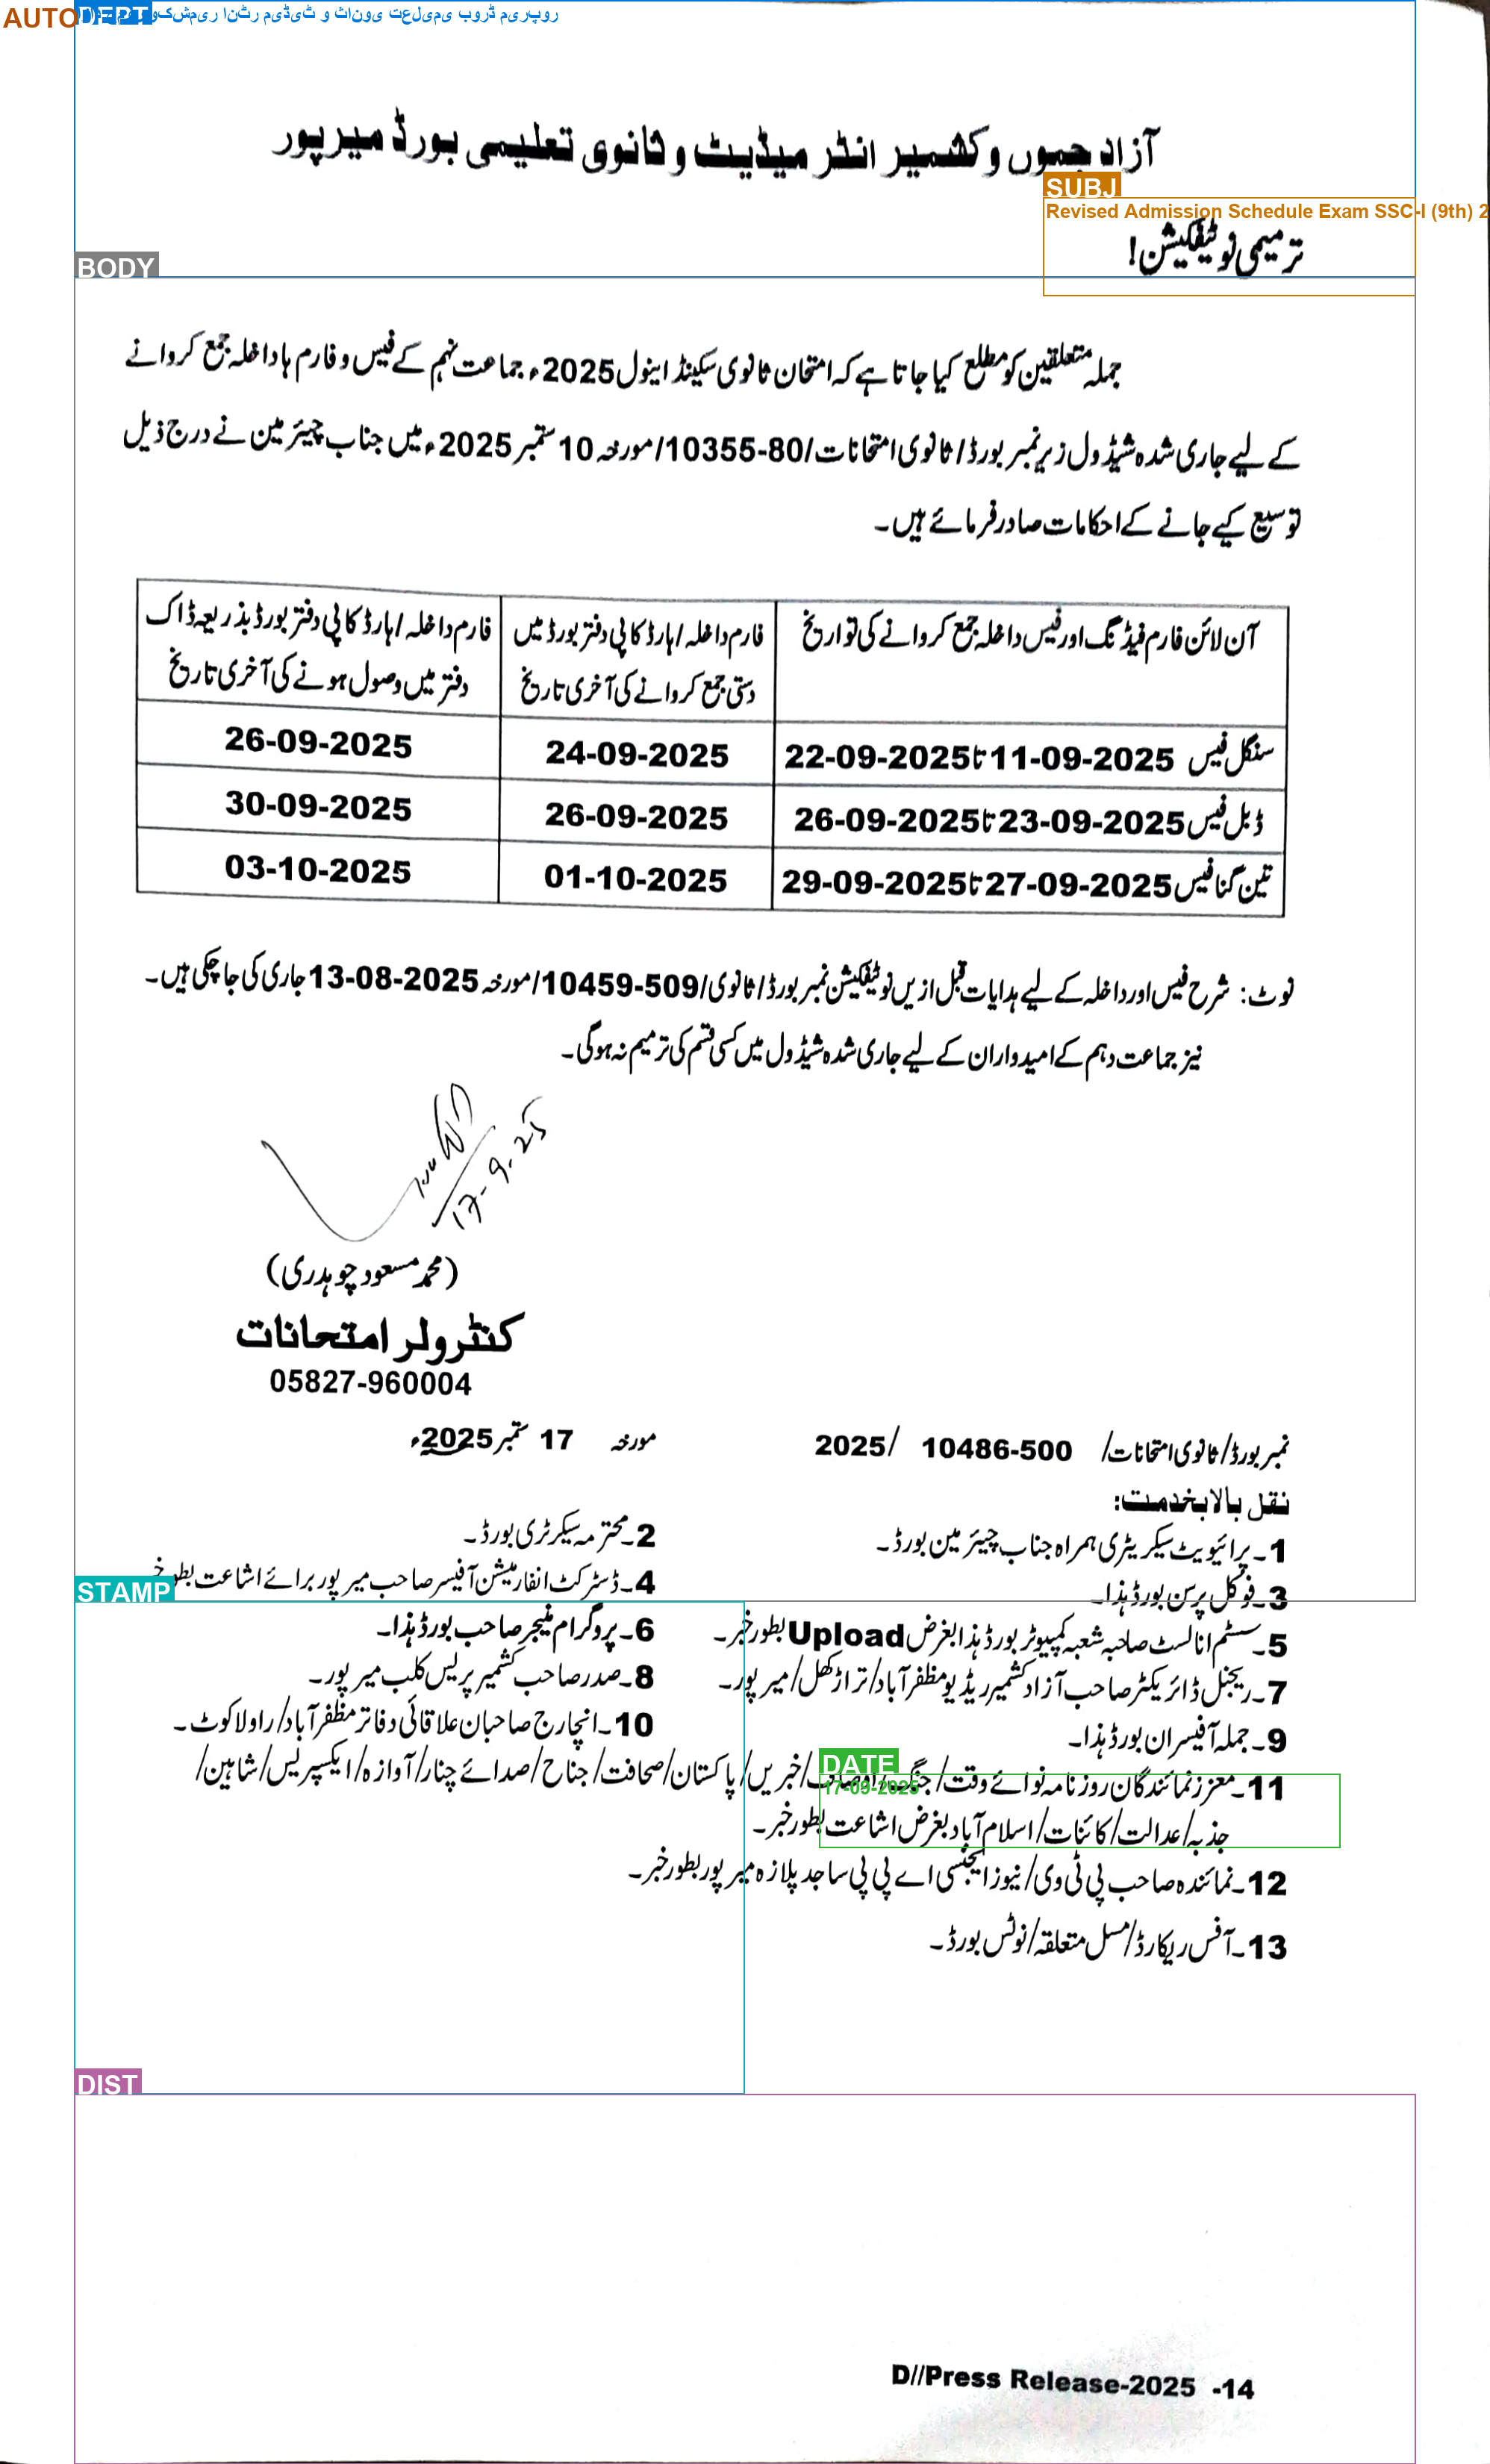 AUTO
DEPT
آزاد جموں وکشمیر انٹر میڈیٹ و ثانوی تعلیمی بورڈ میرپور
SUBJ
Revised Admission Schedule Exam SSC-I (9th) 2
ترمیمی نوٹیفکیشن!
BODY
جملہ متعلقین کو مطلع کیا جاتا ہے کہ امتحان ثانوی سکینڈ اینول 2025ء جماعت نہم کے فیس و فارم ہا داخلہ جمع کروانے
کے لیے جاری شدہ شیڈول زیر نمبر بورڈ/ثانوی امتحانات/80-10355/مورخہ 10 ستمبر 2025ء میں جناب چیئرمین نے درج ذیل
توسیع کیے جانے کے احکامات صادر فرمائے ہیں۔
آن لائن فارم فیڈنگ اور فیس داخلہ جمع کروانے کی تواریخ | فارم داخلہ/ہارڈ کاپی دفتر بورڈ میں دستی جمع کروانے کی آخری تاریخ | فارم داخلہ/ہارڈ کاپی دفتر بورڈ بذریعہ ڈاک دفتر میں وصول ہونے کی آخری تاریخ
سنگل فیس 11-09-2025 تا 22-09-2025 | 24-09-2025 | 26-09-2025
ڈبل فیس 23-09-2025 تا 26-09-2025 | 26-09-2025 | 30-09-2025
تین گنا فیس 27-09-2025 تا 29-09-2025 | 01-10-2025 | 03-10-2025
نوٹ: شرح فیس اور داخلہ کے لیے ہدایات قبل ازیں نوٹیفکیشن نمبر بورڈ/ثانوی/10459-509/مورخہ 13-08-2025 جاری کی جا چکی ہیں۔
نیز جماعت دہم کے امیدواران کے لیے جاری شدہ شیڈول میں کسی قسم کی ترمیم نہ ہوگی۔
17-9-25
(محمد مسعود چوہدری)
کنٹرولر امتحانات
05827-960004
نمبر بورڈ/ثانوی امتحانات/ 10486-500 /2025 مورخہ 17 ستمبر 2025ء
نقل بالا بخدمت:
1۔ پرائیویٹ سیکریٹری ہمراہ جناب چیئرمین بورڈ۔
2۔ محترمہ سیکرٹری بورڈ۔
3۔ فوکل پرسن بورڈ ہذا۔
4۔ ڈسٹرکٹ انفارمیشن آفیسر صاحب میرپور برائے اشاعت بطور خبر
STAMP
5۔ سسٹم انالسٹ صاحبہ شعبہ کمپیوٹر بورڈ ہذا بغرض Upload بطور خبر۔
6۔ پروگرام منیجر صاحب بورڈ ہذا۔
7۔ ریجنل ڈائریکٹر صاحب آزاد کشمیر ریڈیو مظفرآباد/تراڑکھل/میرپور۔
8۔ صدر صاحب کشمیر پریس کلب میرپور۔
9۔ جملہ آفیسران بورڈ ہذا۔
10۔ انچارج صاحبان علاقائی دفاتر مظفرآباد/راولاکوٹ۔
DATE
17-09-2025
11۔ معزز نمائندگان روزنامہ نوائے وقت/جنگ/اوصاف/خبریں/پاکستان/صحافت/جناح/صدائے چنار/آوازہ/ایکسپریس/شاہین/
جذبہ/عدالت/کائنات/اسلام آباد بغرض اشاعت بطور خبر۔
12۔ نمائندہ صاحب پی ٹی وی/نیوز ایجنسی اے پی پی ساجد پلازہ میرپور بطور خبر۔
13۔ آفس ریکارڈ/مسل متعلقہ/نوٹس بورڈ۔
DIST
D//Press Release-2025 -14